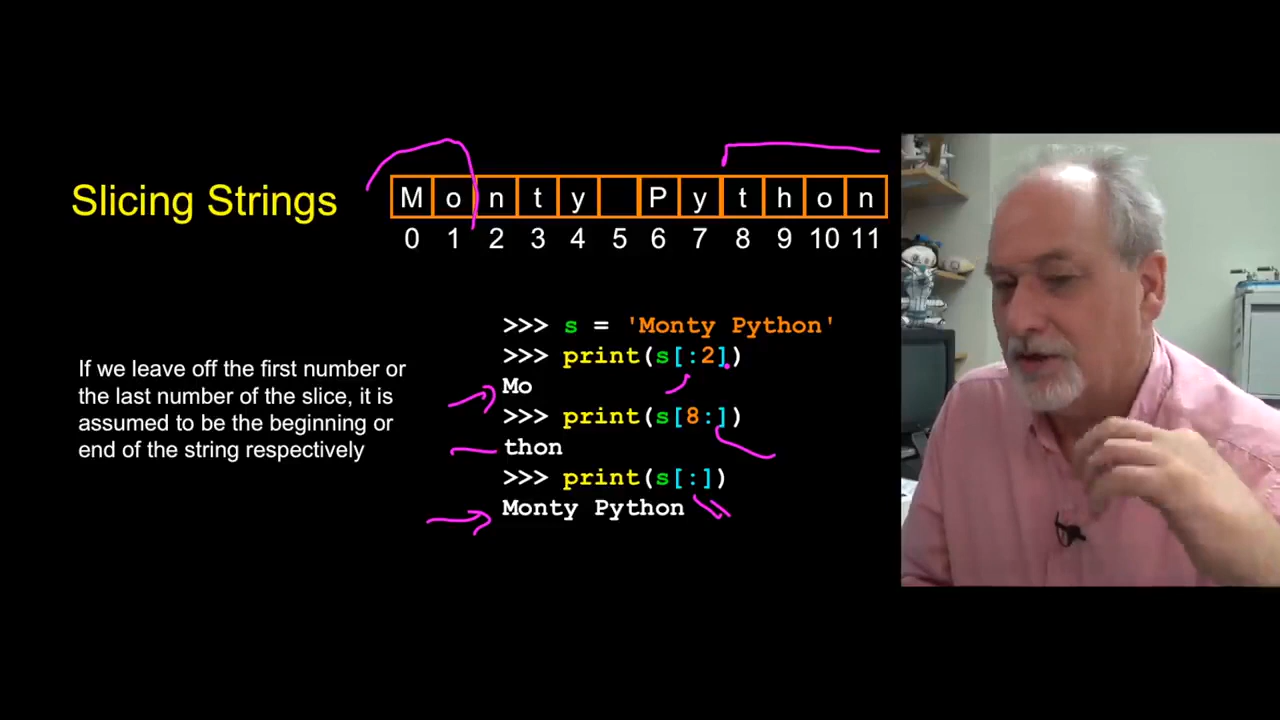 Slicing Strings
M o n t y P y t h o n
0 1 2 3 4 5 6 7 8 9 10 11
If we leave off the first number or
the last number of the slice, it is
assumed to be the beginning or
end of the string respectively
>>> s = 'Monty Python'
>>> print(s[:2])
Mo
>>> print(s[8:])
thon
>>> print(s[:])
Monty Python